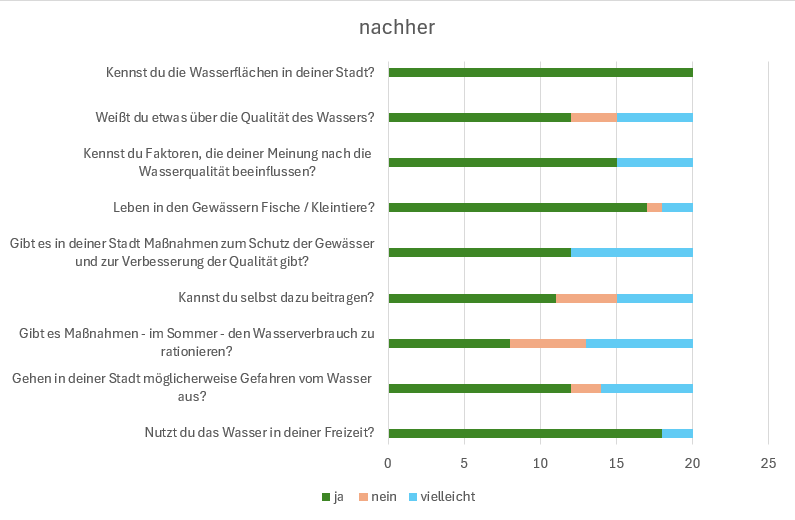 nachher
Kennst du die Wasserflächen in deiner Stadt?
Weißt du etwas über die Qualität des Wassers?
Kennst du Faktoren, die deiner Meinung nach die
Wasserqualität beeinflussen?
Leben in den Gewässern Fische / Kleintiere?
Gibt es in deiner Stadt Maßnahmen zum Schutz der Gewässer
und zur Verbesserung der Qualität gibt?
Kannst du selbst dazu beitragen?
Gibt es Maßnahmen - im Sommer - den Wasserverbrauch zu
rationieren?
Gehen in deiner Stadt möglicherweise Gefahren vom Wasser
aus?
Nutzt du das Wasser in deiner Freizeit?
0 5 10 15 20 25
ja nein vielleicht